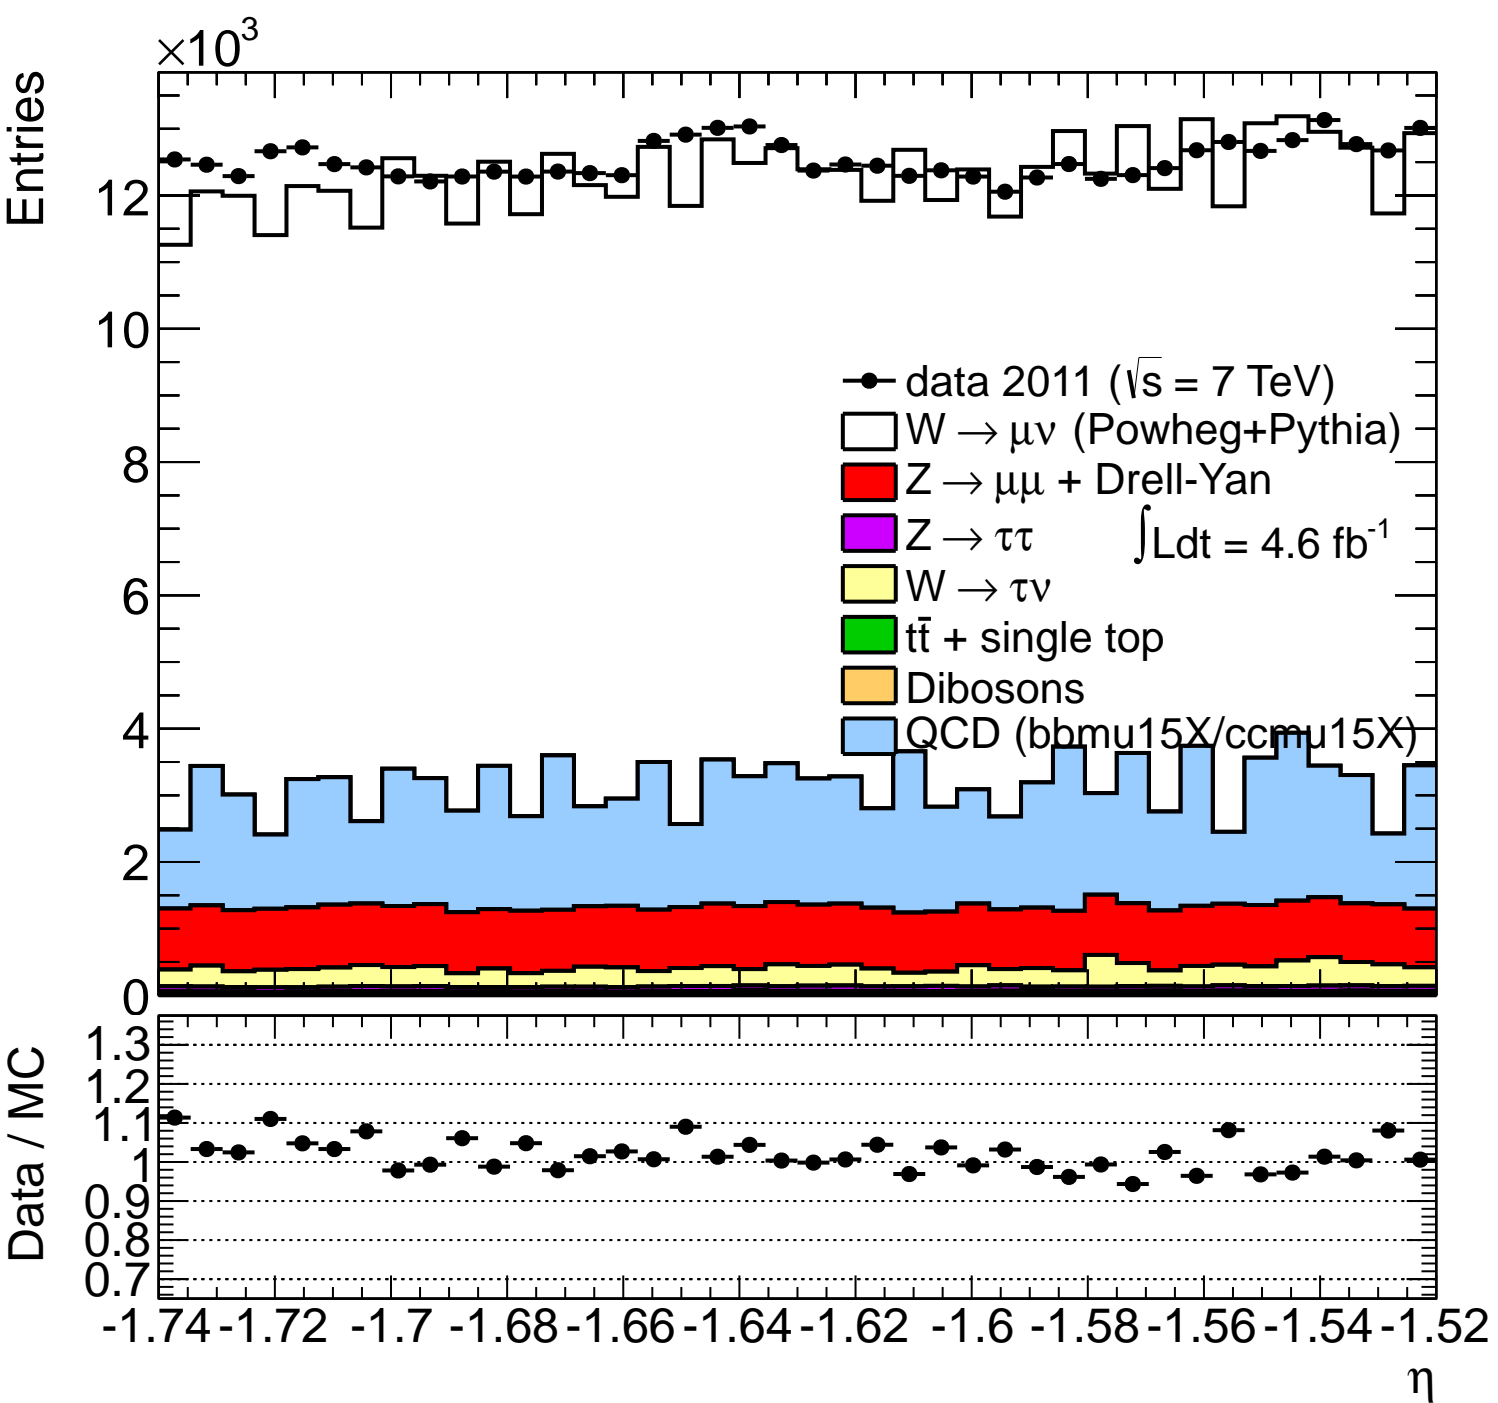 ×10³
Entries
12
10
8
6
4
2
0
data 2011 (√s = 7 TeV)
W → μν (Powheg+Pythia)
Z → μμ + Drell-Yan
Z → ττ
∫Ldt = 4.6 fb⁻¹
W → τν
tt̄ + single top
Dibosons
QCD (bbmu15X/ccmu15X)
Data / MC
1.3
1.2
1.1
1
0.9
0.8
0.7
-1.74 -1.72 -1.7 -1.68 -1.66 -1.64 -1.62 -1.6 -1.58 -1.56 -1.54 -1.52
η